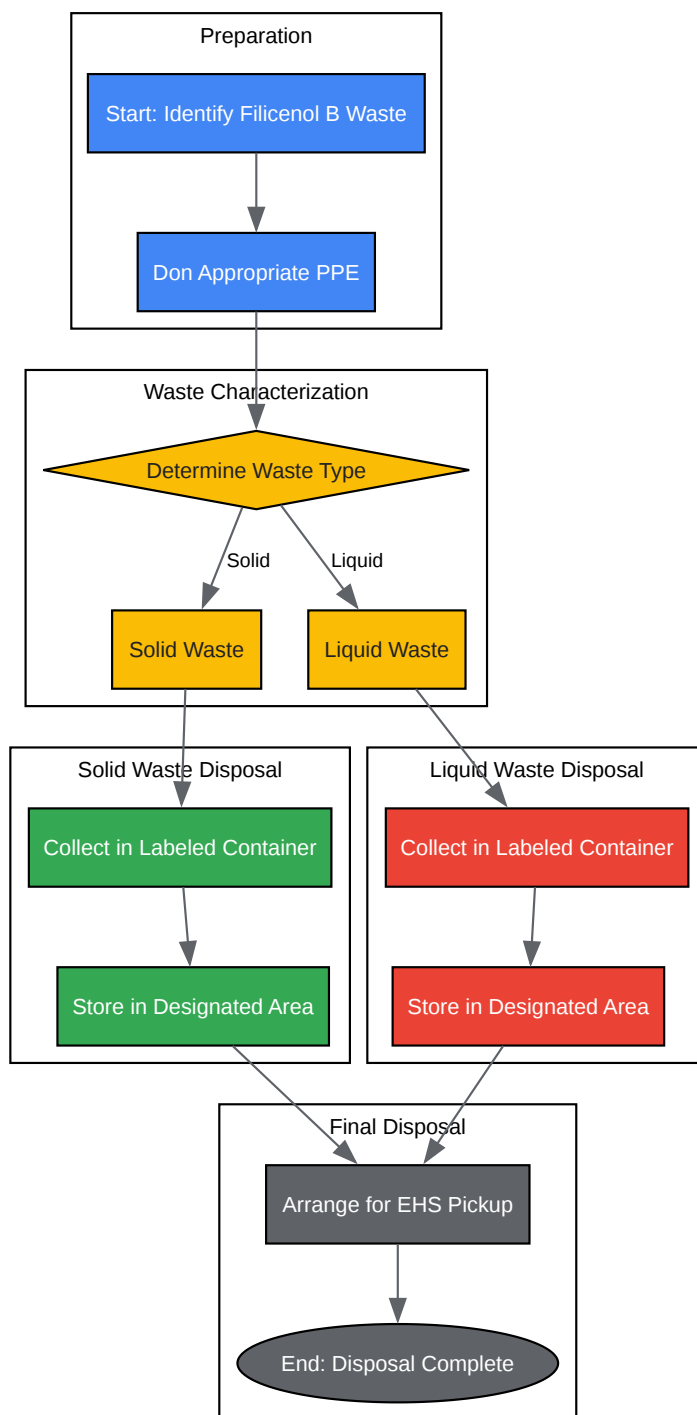 Preparation
Start: Identify Filicenol B Waste
Don Appropriate PPE
Waste Characterization
Determine Waste Type
Solid
Liquid
Solid Waste
Liquid Waste
Solid Waste Disposal
Liquid Waste Disposal
Collect in Labeled Container
Collect in Labeled Container
Store in Designated Area
Store in Designated Area
Final Disposal
Arrange for EHS Pickup
End: Disposal Complete